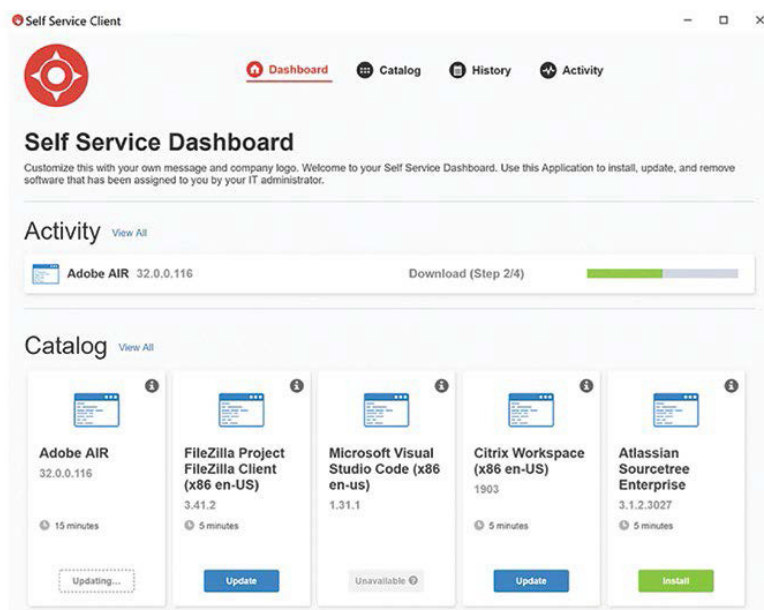 Self Service Client
Dashboard
Catalog
History
Activity
Self Service Dashboard
Customize this with your own message and company logo. Welcome to your Self Service Dashboard. Use this Application to install, update, and remove
software that has been assigned to you by your IT administrator.
Activity View All
Adobe AIR 32.0.0.116 Download (Step 2/4)
Catalog View All
Adobe AIR
32.0.0.116
15 minutes
Updating...
FileZilla Project
FileZilla Client
(x86 en-US)
3.41.2
5 minutes
Update
Microsoft Visual
Studio Code (x86
en-us)
1.31.1
Unavailable
Citrix Workspace
(x86 en-US)
1903
5 minutes
Update
Atlassian
Sourcetree
Enterprise
3.1.2.3027
5 minutes
Install